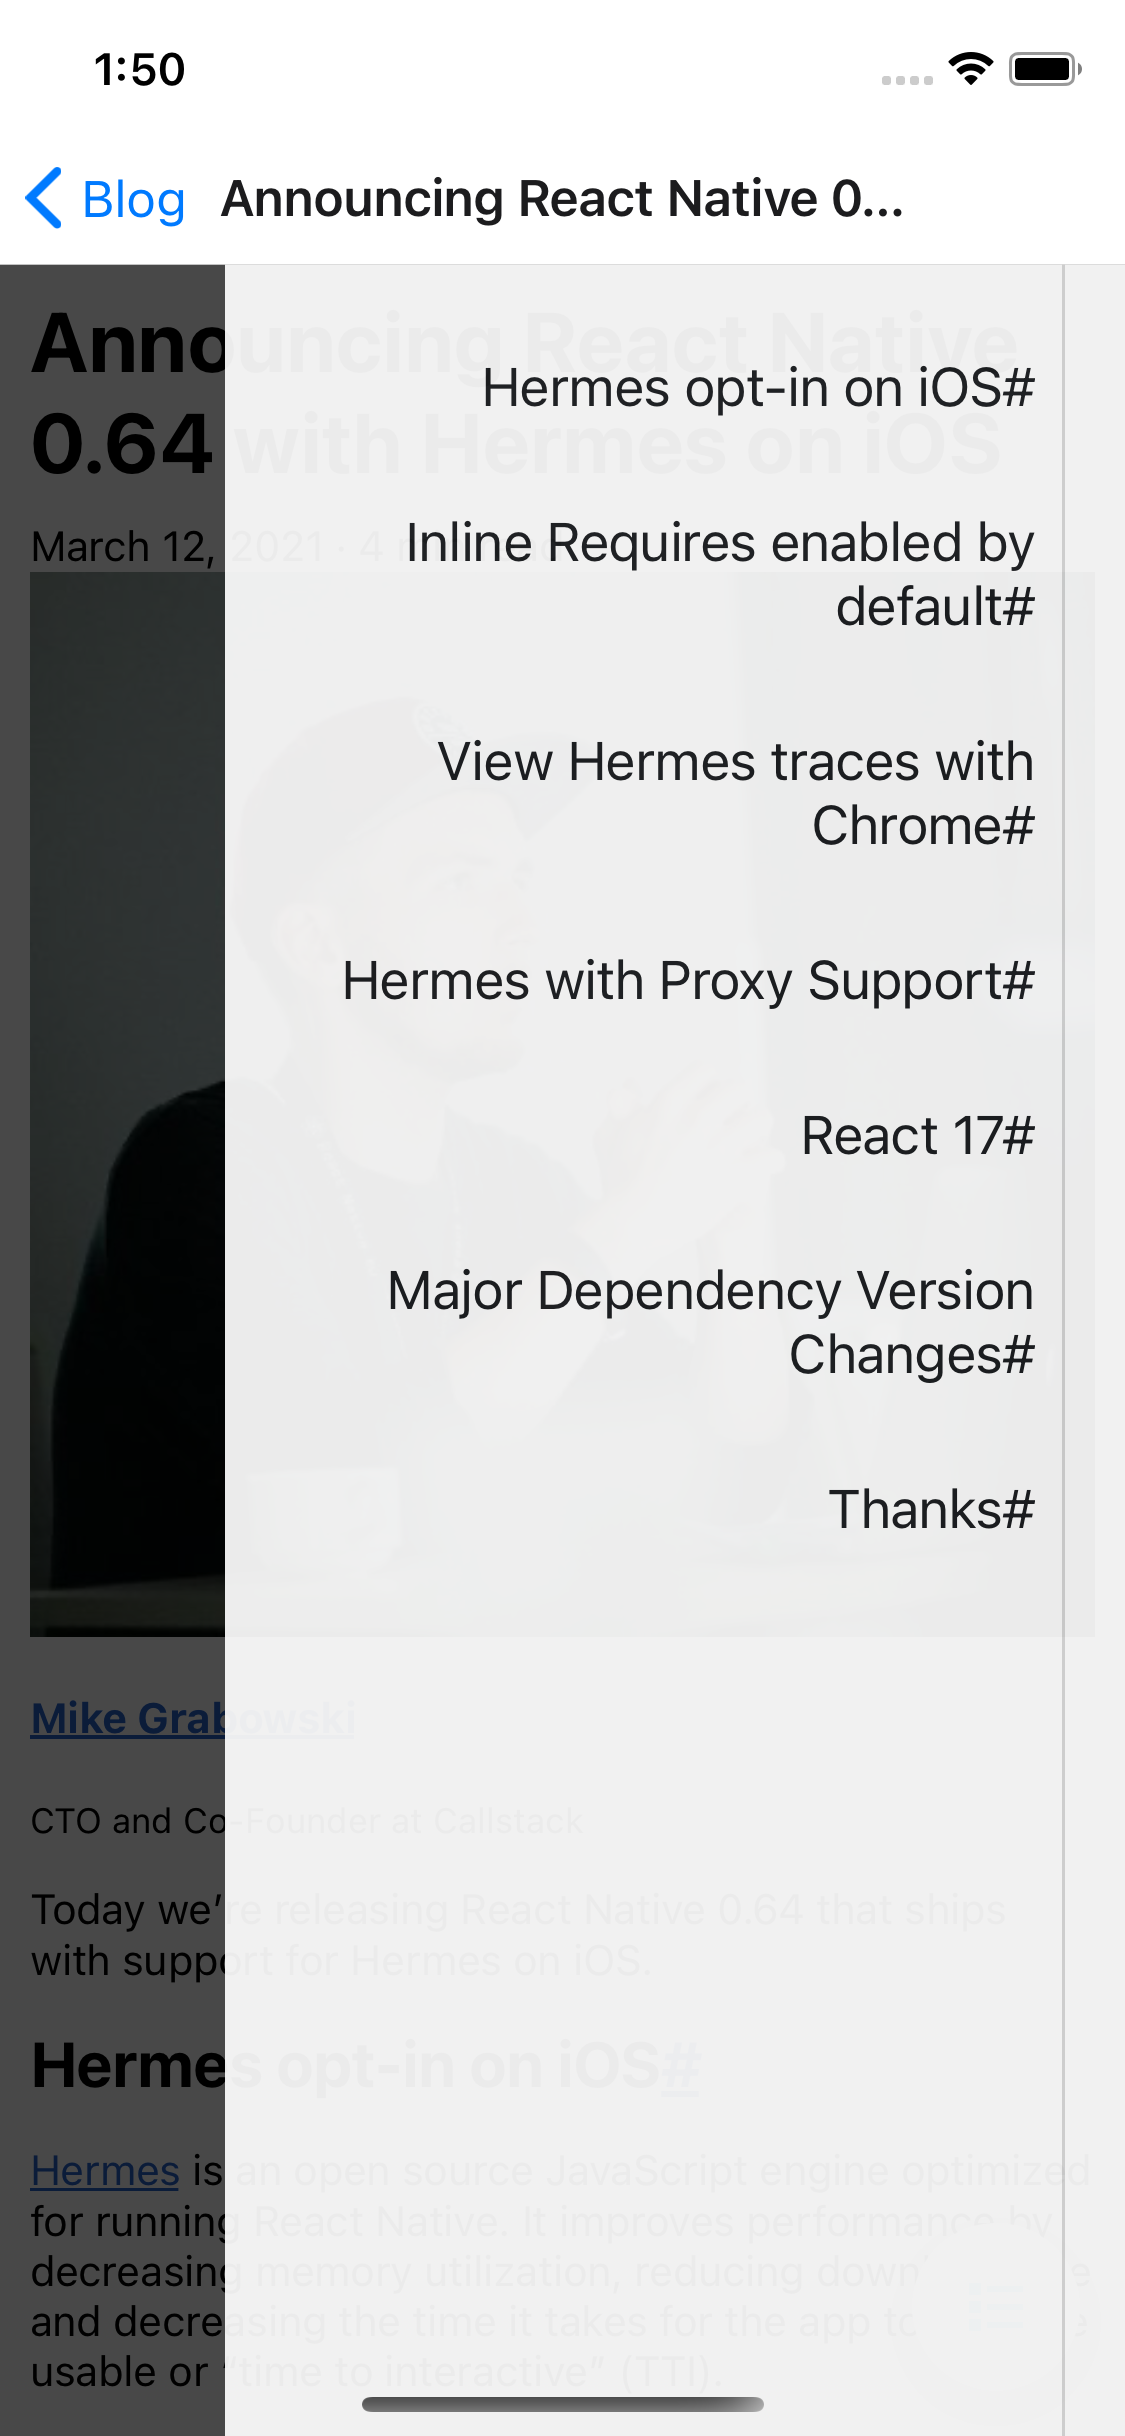 1:50
Blog
Announcing React Native 0...
Announcing React Native
0.64 with Hermes on iOS
March 12, 2021 · 4
Hermes opt-in on iOS#
Inline Requires enabled by
default#
View Hermes traces with
Chrome#
Hermes with Proxy Support#
React 17#
Major Dependency Version
Changes#
Thanks#
Mike Grabowski
CTO and Co-Founder at Callstack
Today we’re releasing React Native 0.64 that ships
with support for Hermes on iOS.
Hermes opt-in on iOS#
Hermes is an open source JavaScript engine optimized
for running React Native. It improves performance by
decreasing memory utilization, reducing
and decreasing the time it takes for the app to
usable or “time to interactive” (TTI).